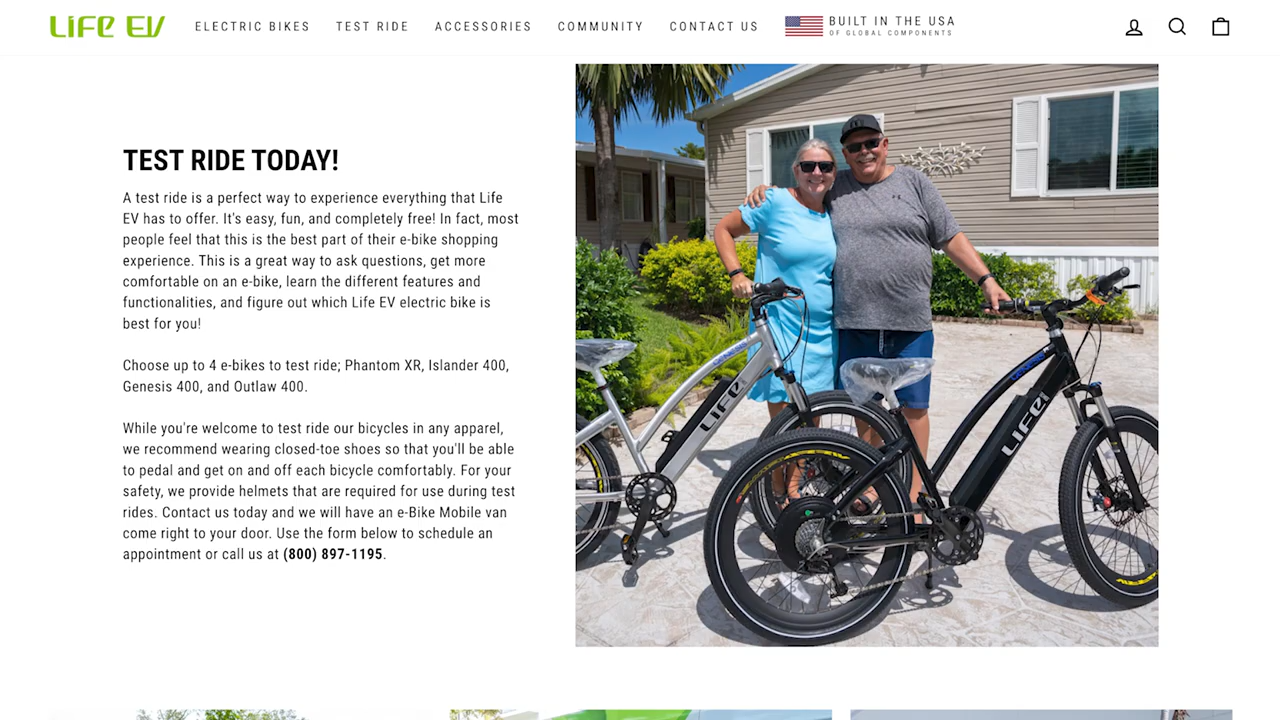 LIFE EV
ELECTRIC BIKES
TEST RIDE
ACCESSORIES
COMMUNITY
CONTACT US
BUILT IN THE USA
OF GLOBAL COMPONENTS
TEST RIDE TODAY!
A test ride is a perfect way to experience everything that Life
EV has to offer. It's easy, fun, and completely free! In fact, most
people feel that this is the best part of their e-bike shopping
experience. This is a great way to ask questions, get more
comfortable on an e-bike, learn the different features and
functionalities, and figure out which Life EV electric bike is
best for you!
Choose up to 4 e-bikes to test ride; Phantom XR, Islander 400,
Genesis 400, and Outlaw 400.
While you're welcome to test ride our bicycles in any apparel,
we recommend wearing closed-toe shoes so that you'll be able
to pedal and get on and off each bicycle comfortably. For your
safety, we provide helmets that are required for use during test
rides. Contact us today and we will have an e-Bike Mobile van
come right to your door. Use the form below to schedule an
appointment or call us at (800) 897-1195.
GENESIS
LIFE
GENESIS
LIFE